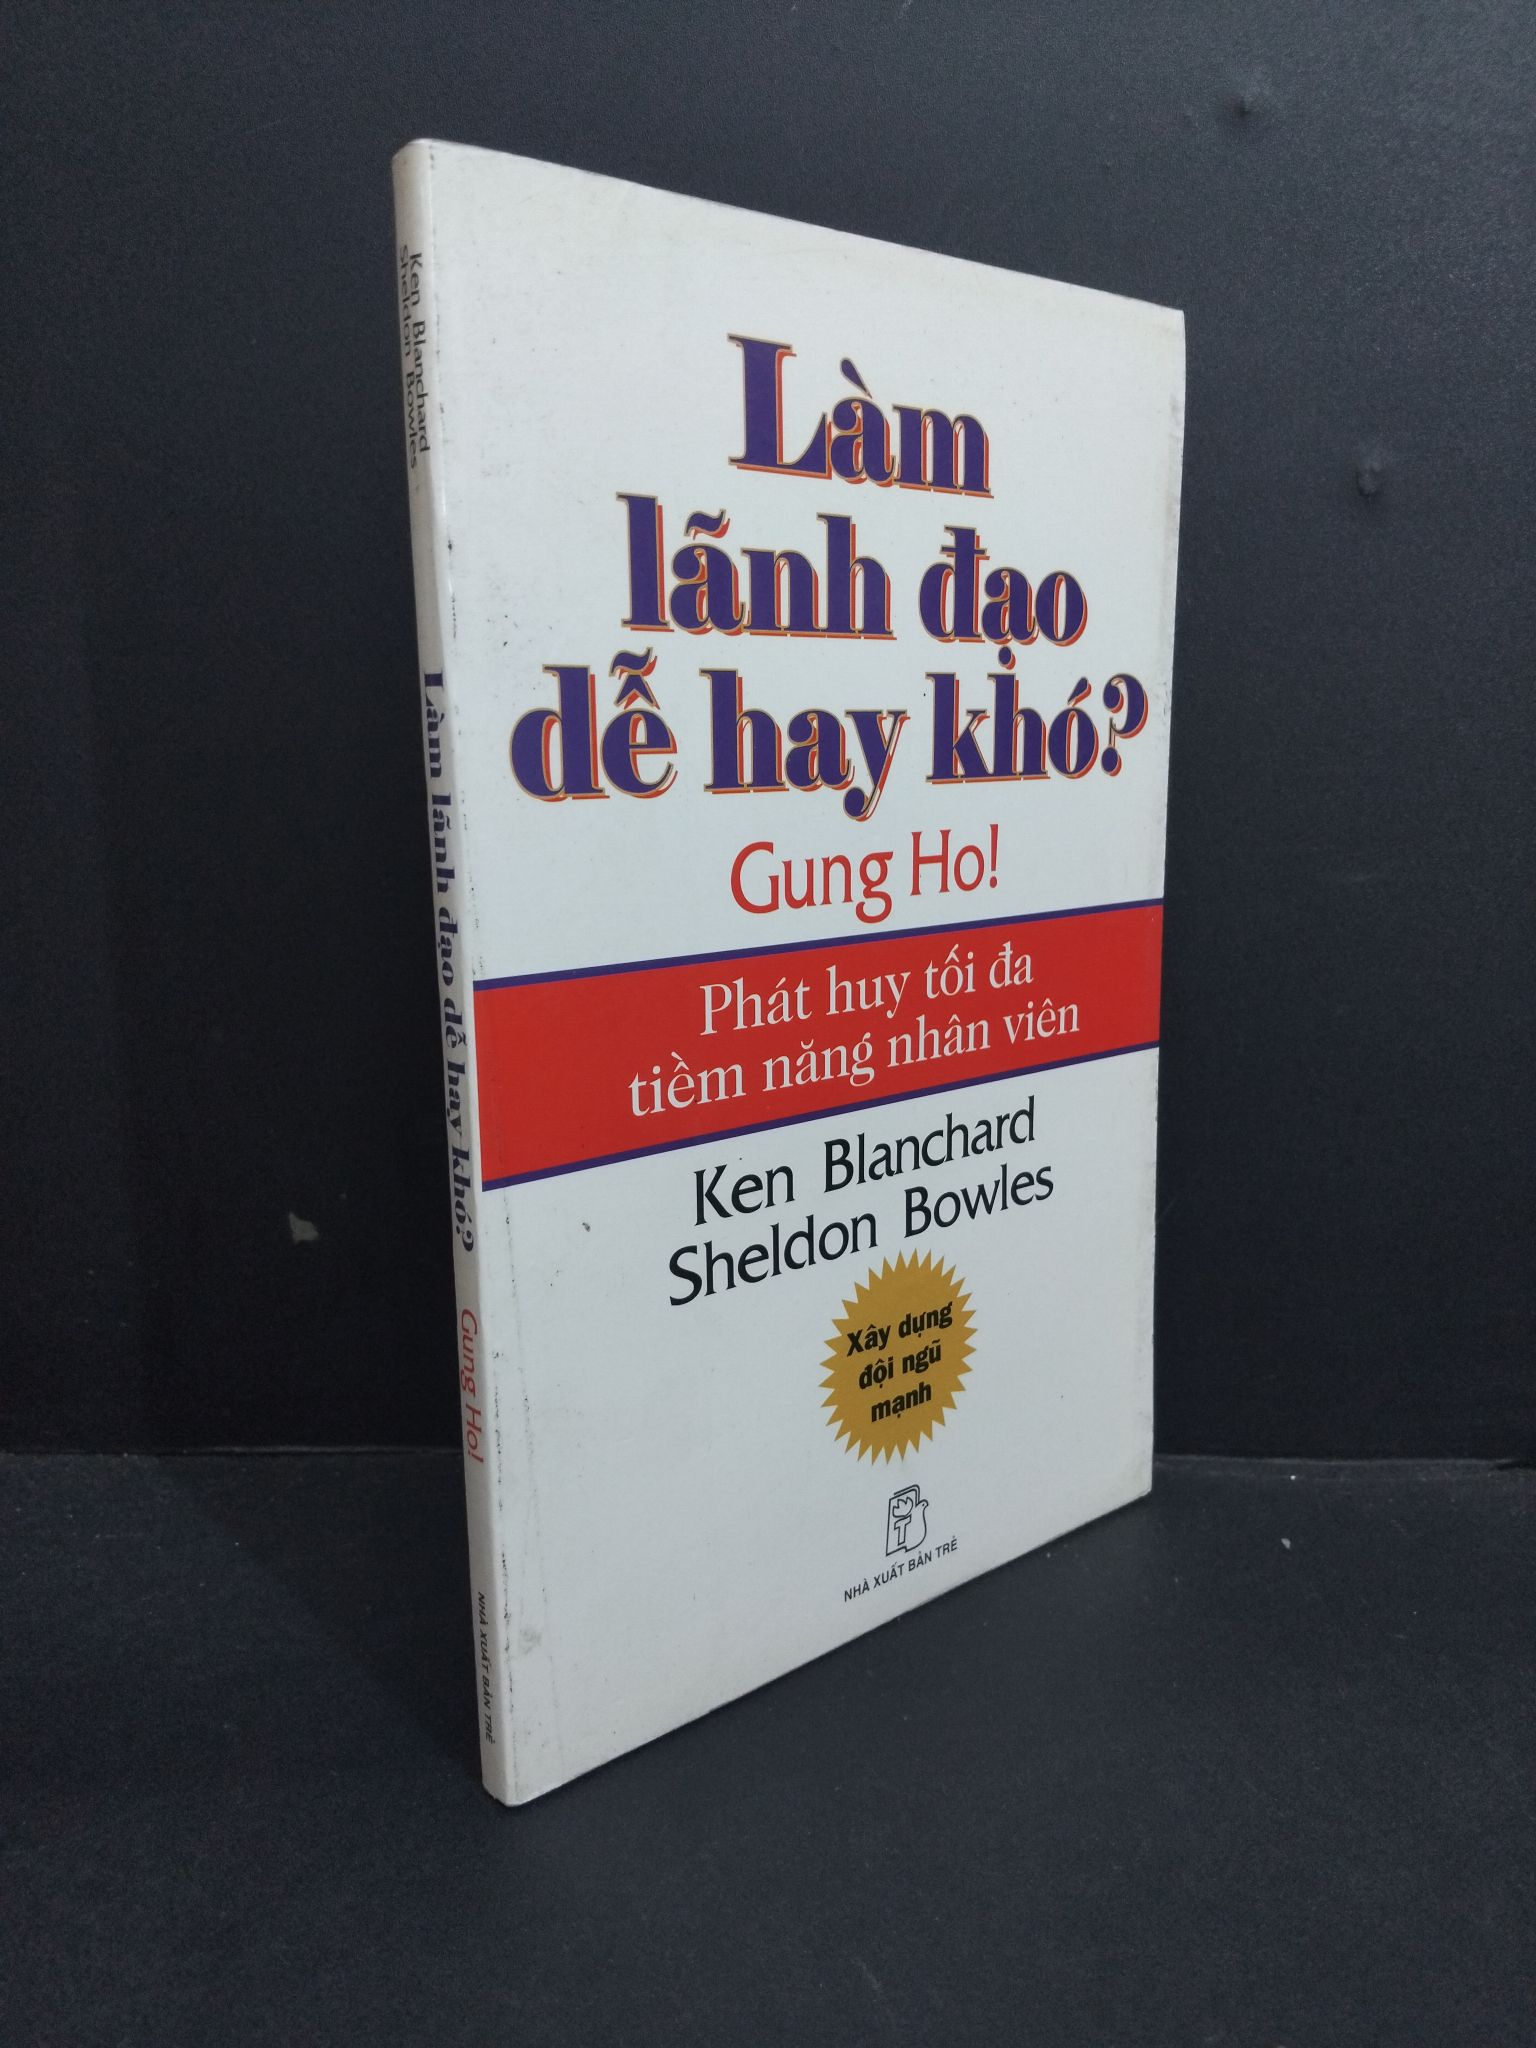 Ken Blanchard
Sheldon Bowles
Làm lãnh đạo dễ hay khó? Gung Ho!
NHÀ XUẤT BẢN TRẺ
Làm
lãnh đạo
dễ hay khó?
Gung Ho!
Phát huy tối đa
tiềm năng nhân viên
Ken Blanchard
Sheldon Bowles
Xây dựng
đội ngũ
mạnh
T
NHÀ XUẤT BẢN TRẺ